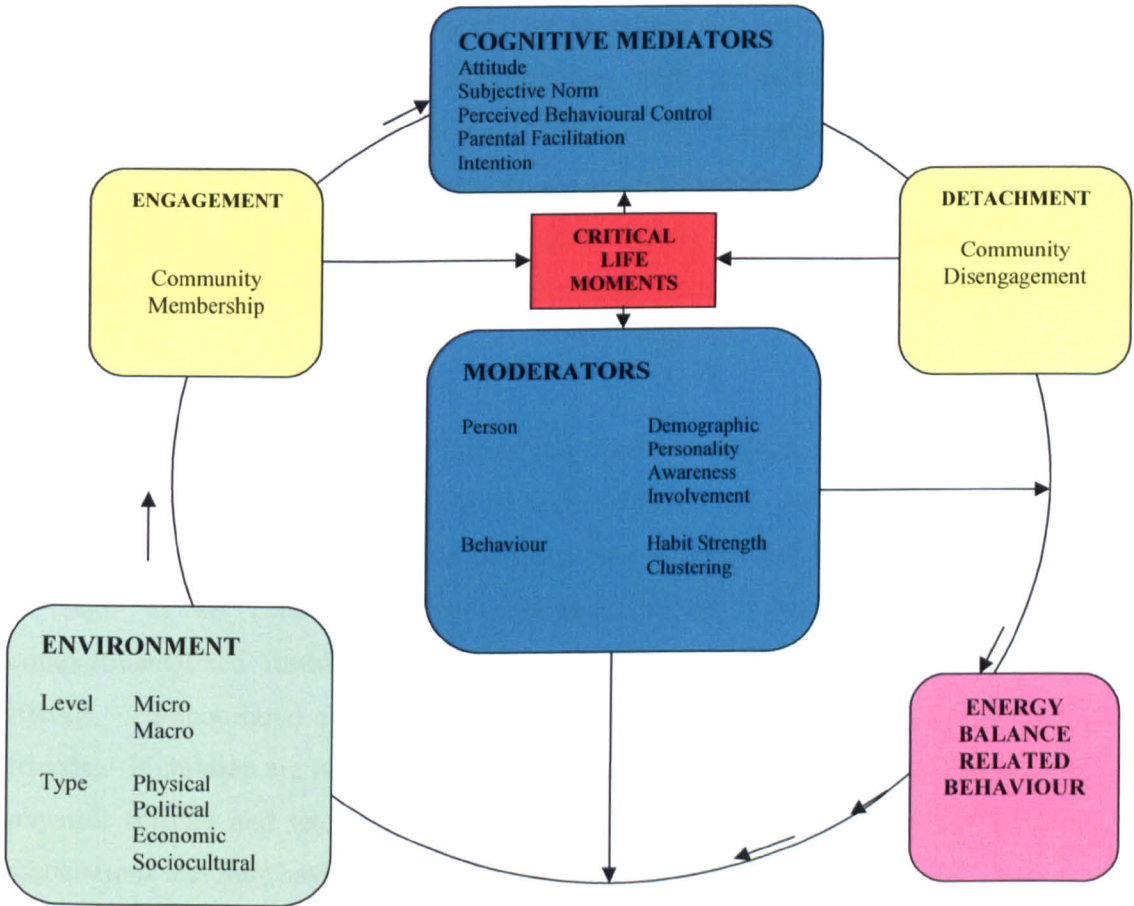 COGNITIVE MEDIATORS
Attitude
Subjective Norm
Perceived Behavioural Control
Parental Facilitation
Intention
ENGAGEMENT
Community
Membership
CRITICAL
LIFE
MOMENTS
DETACHMENT
Community
Disengagement
MODERATORS
Person Demographic
Personality
Awareness
Involvement
Behaviour Habit Strength
Clustering
ENVIRONMENT
Level Micro
Macro
Type Physical
Political
Economic
Sociocultural
ENERGY
BALANCE
RELATED
BEHAVIOUR